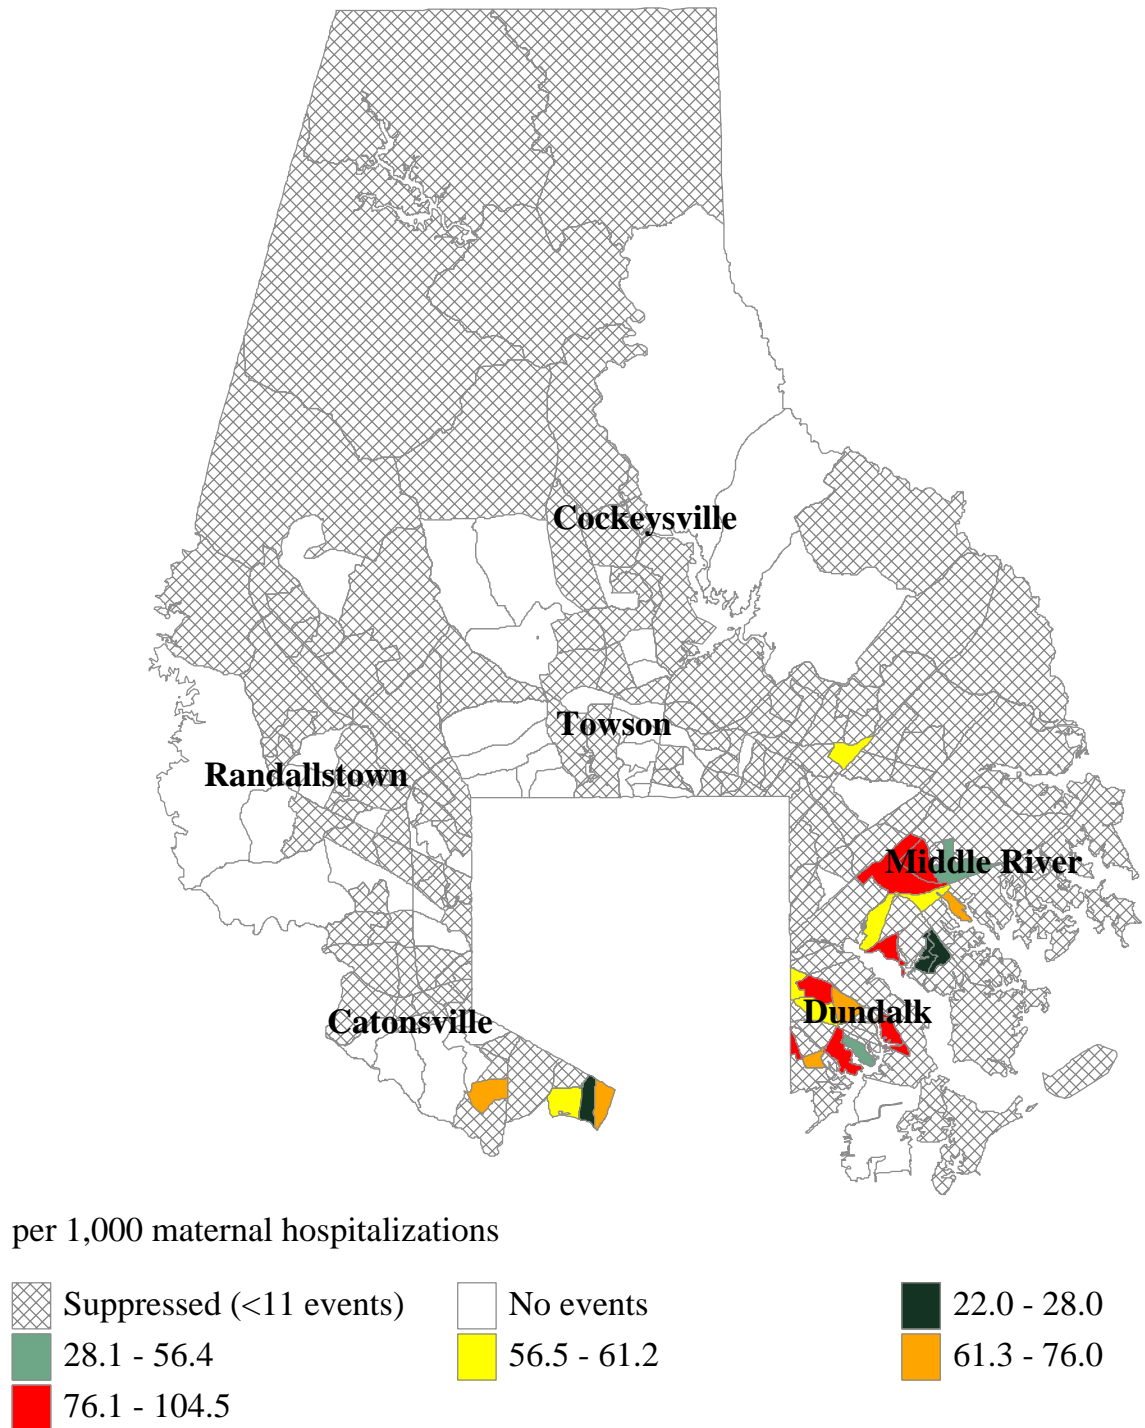 Cockeysville
Towson
Randallstown
Middle River
Dundalk
Catonsville
per 1,000 maternal hospitalizations
Suppressed (<11 events) No events 22.0 - 28.0
28.1 - 56.4 56.5 - 61.2 61.3 - 76.0
76.1 - 104.5